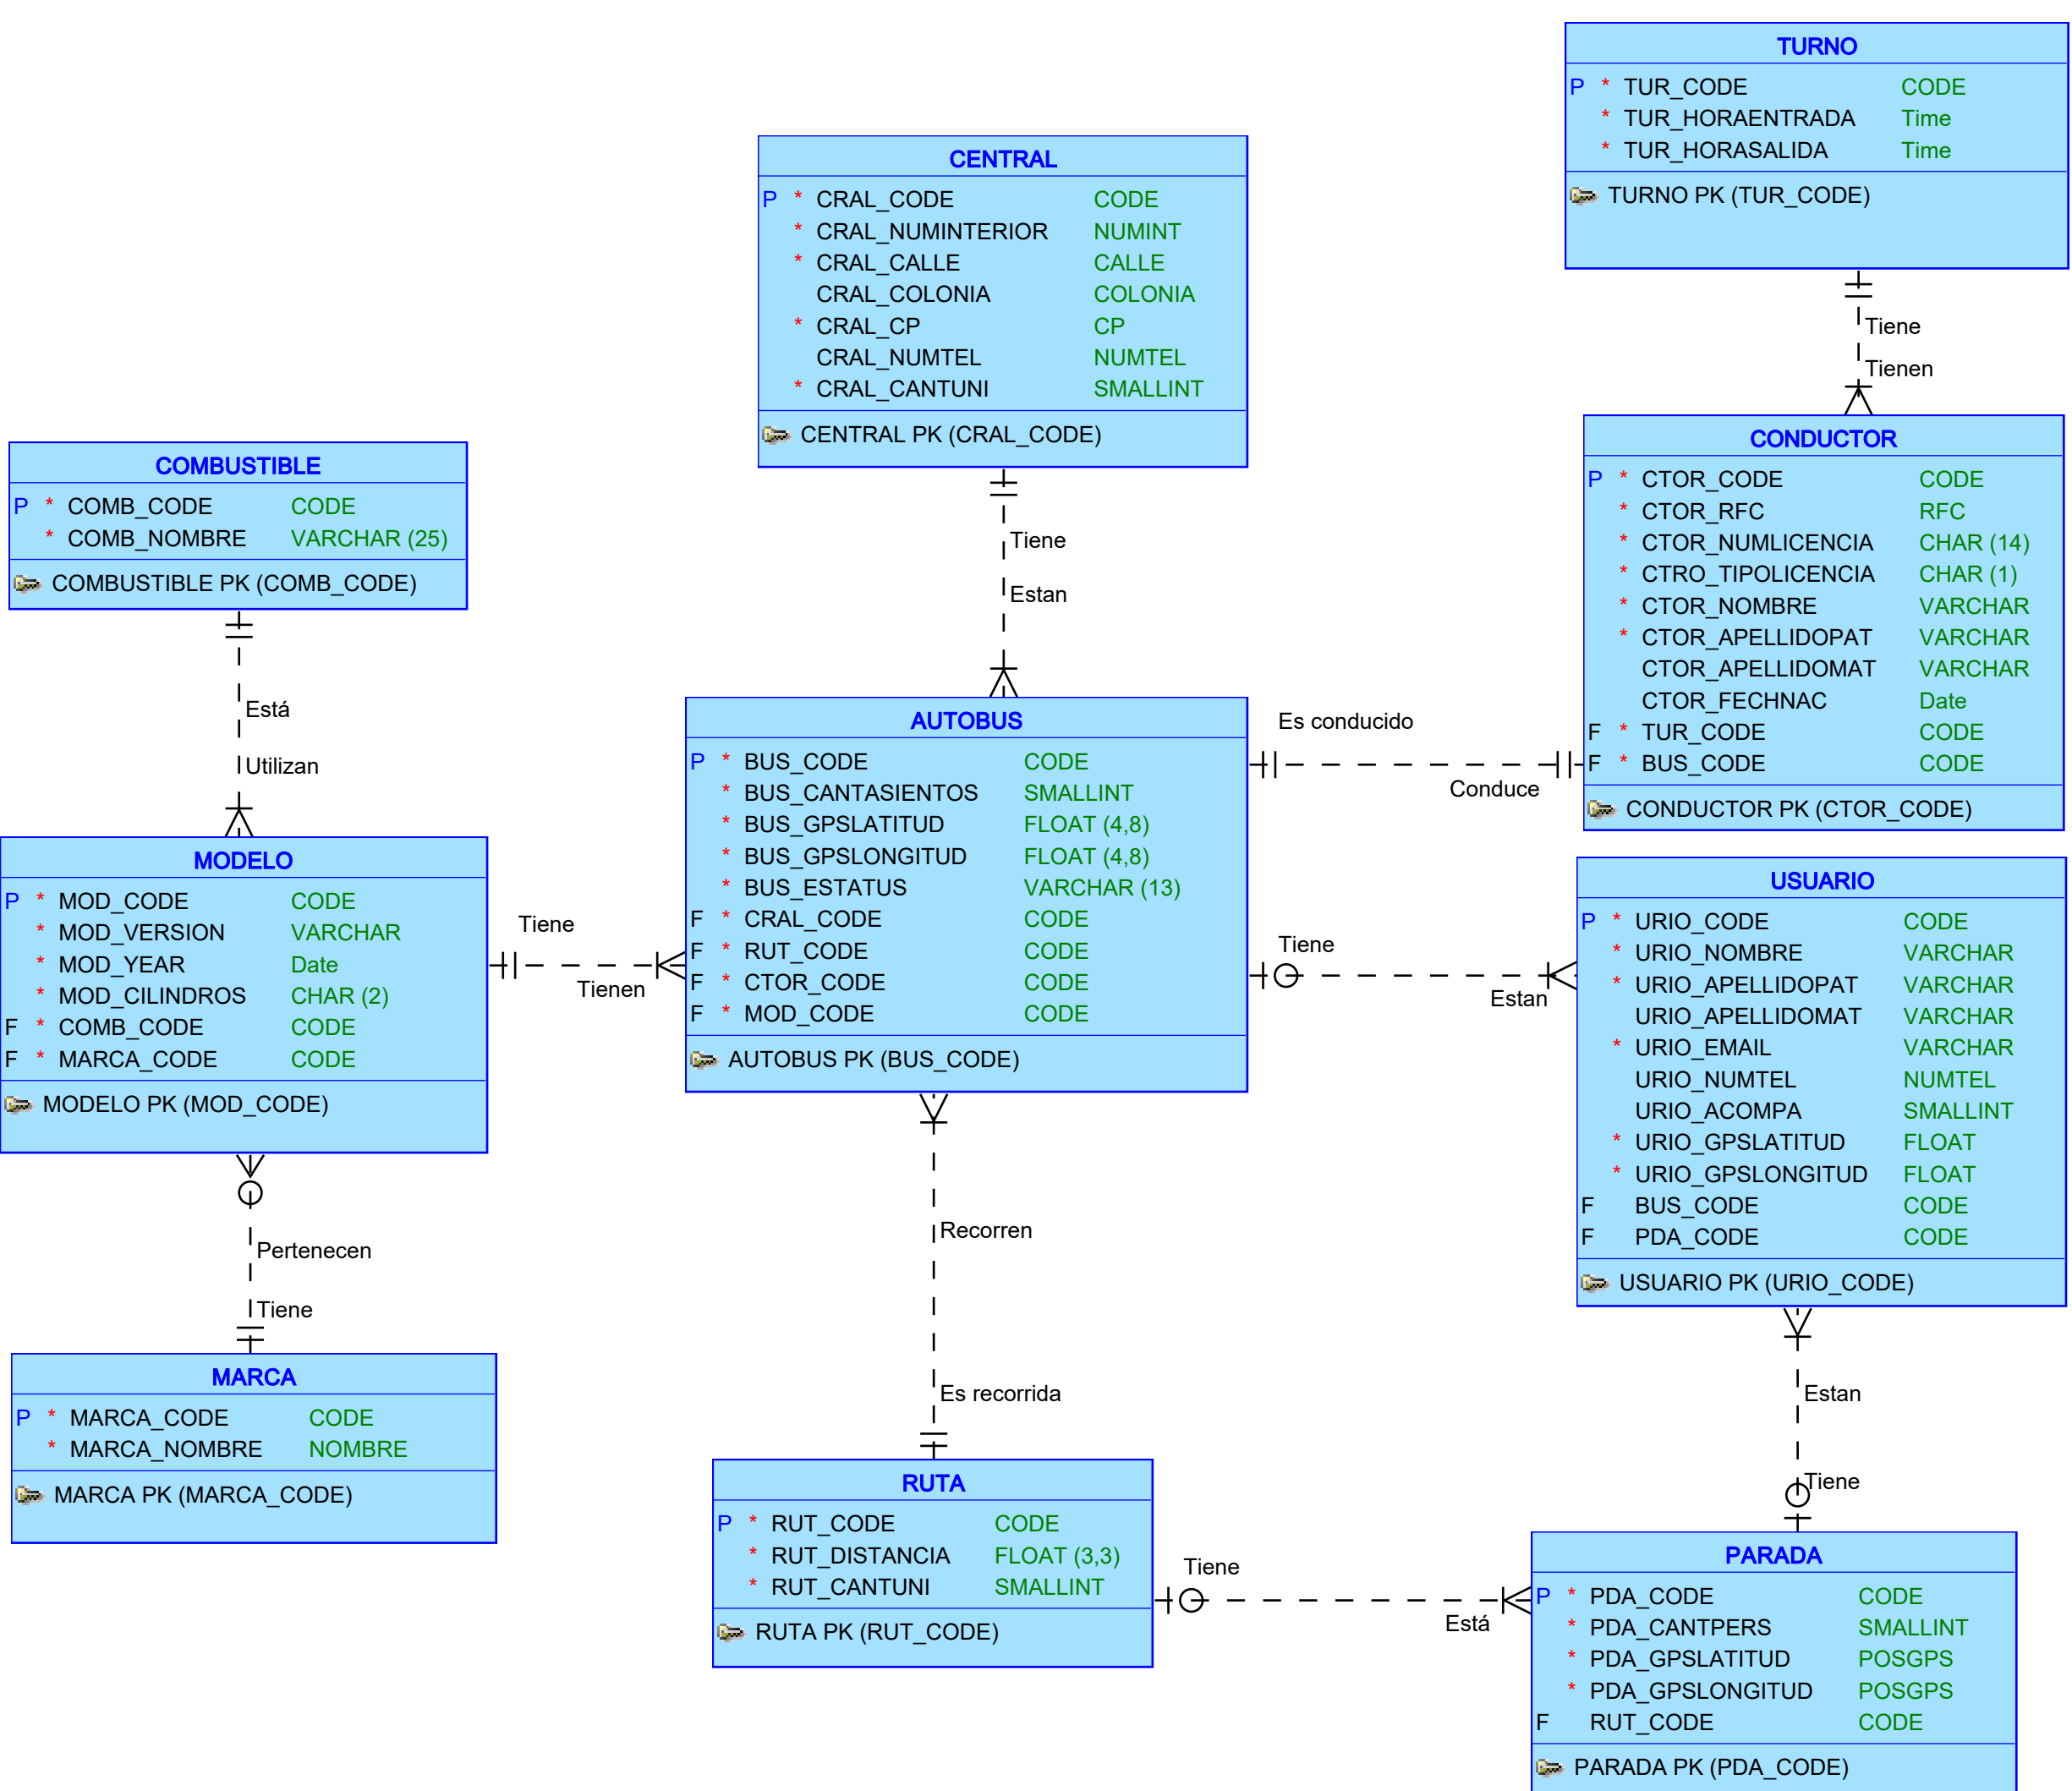 TURNO
P * TUR_CODE CODE
* TUR_HORAENTRADA Time
* TUR_HORASALIDA Time
TURNO PK (TUR_CODE)
Tiene
Tienen
CENTRAL
P * CRAL_CODE CODE
* CRAL_NUMINTERIOR NUMINT
* CRAL_CALLE CALLE
CRAL_COLONIA COLONIA
* CRAL_CP CP
CRAL_NUMTEL NUMTEL
* CRAL_CANTUNI SMALLINT
CENTRAL PK (CRAL_CODE)
Tiene
Estan
CONDUCTOR
P * CTOR_CODE CODE
* CTOR_RFC RFC
* CTOR_NUMLICENCIA CHAR (14)
* CTRO_TIPOLICENCIA CHAR (1)
* CTOR_NOMBRE VARCHAR
* CTOR_APELLIDOPAT VARCHAR
CTOR_APELLIDOMAT VARCHAR
CTOR_FECHNAC Date
F * TUR_CODE CODE
F * BUS_CODE CODE
CONDUCTOR PK (CTOR_CODE)
COMBUSTIBLE
P * COMB_CODE CODE
* COMB_NOMBRE VARCHAR (25)
COMBUSTIBLE PK (COMB_CODE)
Está
Utilizan
AUTOBUS
P * BUS_CODE CODE
* BUS_CANTASIENTOS SMALLINT
* BUS_GPSLATITUD FLOAT (4,8)
* BUS_GPSLONGITUD FLOAT (4,8)
* BUS_ESTATUS VARCHAR (13)
F * CRAL_CODE CODE
F * RUT_CODE CODE
F * CTOR_CODE CODE
F * MOD_CODE CODE
AUTOBUS PK (BUS_CODE)
Es conducido
Conduce
MODELO
P * MOD_CODE CODE
* MOD_VERSION VARCHAR
* MOD_YEAR Date
* MOD_CILINDROS CHAR (2)
F * COMB_CODE CODE
F * MARCA_CODE CODE
MODELO PK (MOD_CODE)
Tiene
Tienen
Tiene
Estan
USUARIO
P * URIO_CODE CODE
* URIO_NOMBRE VARCHAR
* URIO_APELLIDOPAT VARCHAR
URIO_APELLIDOMAT VARCHAR
* URIO_EMAIL VARCHAR
URIO_NUMTEL NUMTEL
URIO_ACOMPA SMALLINT
* URIO_GPSLATITUD FLOAT
* URIO_GPSLONGITUD FLOAT
F BUS_CODE CODE
F PDA_CODE CODE
USUARIO PK (URIO_CODE)
Pertenecen
Tiene
Recorren
Es recorrida
Estan
Tiene
MARCA
P * MARCA_CODE CODE
* MARCA_NOMBRE NOMBRE
MARCA PK (MARCA_CODE)
RUTA
P * RUT_CODE CODE
* RUT_DISTANCIA FLOAT (3,3)
* RUT_CANTUNI SMALLINT
RUTA PK (RUT_CODE)
Tiene
Está
PARADA
P * PDA_CODE CODE
* PDA_CANTPERS SMALLINT
* PDA_GPSLATITUD POSGPS
* PDA_GPSLONGITUD POSGPS
F RUT_CODE CODE
PARADA PK (PDA_CODE)